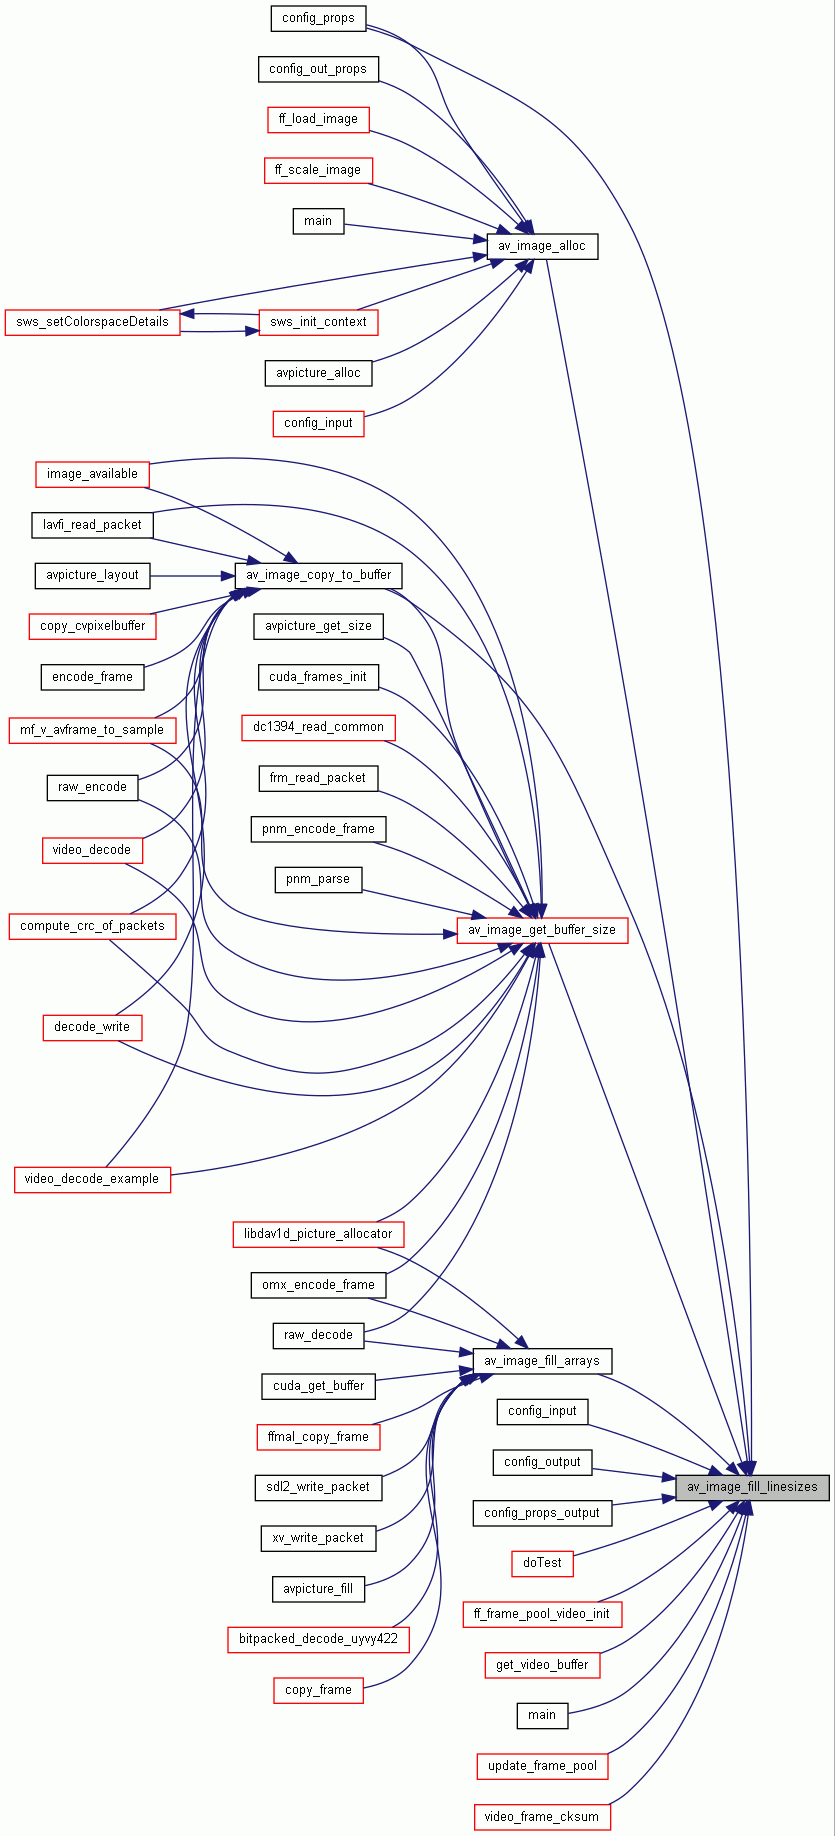 config_props
config_out_props
ff_load_image
ff_scale_image
main
av_image_alloc
sws_setColorspaceDetails
sws_init_context
avpicture_alloc
config_input
image_available
lavfi_read_packet
avpicture_layout
av_image_copy_to_buffer
copy_cvpixelbuffer
avpicture_get_size
encode_frame
cuda_frames_init
mf_v_avframe_to_sample
dc1394_read_common
raw_encode
frm_read_packet
video_decode
pnm_encode_frame
pnm_parse
compute_crc_of_packets
av_image_get_buffer_size
decode_write
video_decode_example
libdav1d_picture_allocator
omx_encode_frame
raw_decode
av_image_fill_arrays
cuda_get_buffer
config_input
ffmal_copy_frame
config_output
sdl2_write_packet
av_image_fill_linesizes
config_props_output
xv_write_packet
doTest
avpicture_fill
ff_frame_pool_video_init
bitpacked_decode_uyvy422
get_video_buffer
copy_frame
main
update_frame_pool
video_frame_cksum